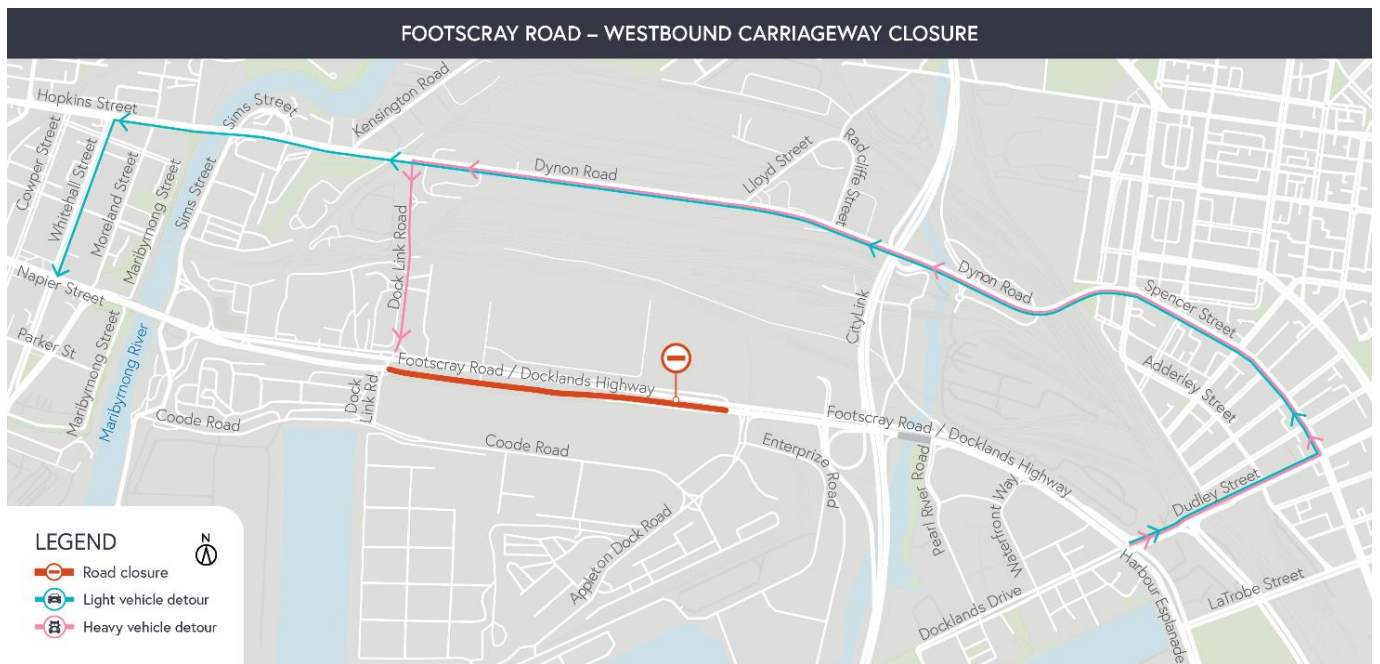 FOOTSCRAY ROAD – WESTBOUND CARRIAGEWAY CLOSURE
Hopkins Street
Sims Street
Kensington Road
Cowper Street
Whitehall Street
Moreland Street
Maribyrnong Street
Sims Street
Dynon Road
Lloyd Street
Radcliffe Street
Napier Street
Dock Link Road
CityLink
Dynon Road
Spencer Street
Parker St
Maribyrnong Street
Maribyrnong River
Footscray Road / Docklands Highway
Adderley Street
Dock
Link Rd
Coode Road
Coode Road
Enterprize Road
Footscray Road / Docklands Highway
Pearl River Road
Waterfront Way
Dudley Street
Appleton Dock Road
Docklands Drive
Harbour Esplanade
LaTrobe Street
LEGEND
N
Road closure
Light vehicle detour
Heavy vehicle detour